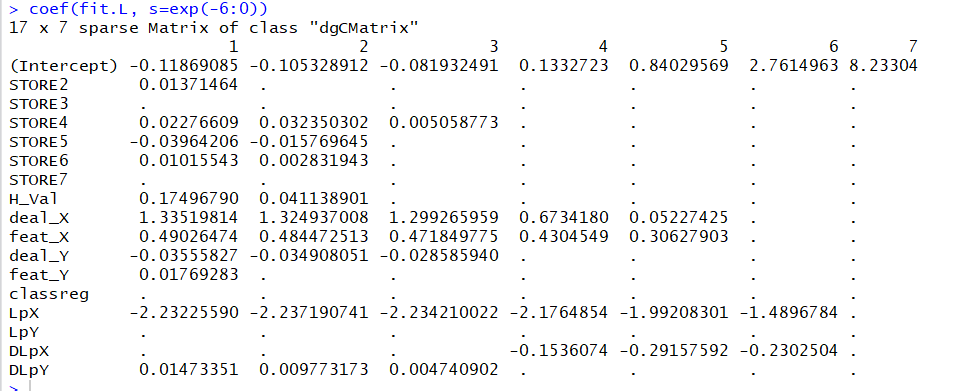 > coef(fit.L, s=exp(-6:0))
17 x 7 sparse Matrix of class "dgCMatrix"
1 2 3 4 5 6 7
(Intercept) -0.11869085 -0.105328912 -0.081932491 0.1332723 0.84029569 2.7614963 8.23304
STORE2 0.01371464 . . . . . .
STORE3 . . . . . . .
STORE4 0.02276609 0.032350302 0.005058773 . . . .
STORE5 -0.03964206 -0.015769645 . . . . .
STORE6 0.01015543 0.002831943 . . . . .
STORE7 . . . . . . .
H_Val 0.17496790 0.041138901 . . . . .
deal_X 1.33519814 1.324937008 1.299265959 0.6734180 0.05227425 . .
feat_X 0.49026474 0.484472513 0.471849775 0.4304549 0.30627903 . .
deal_Y -0.03555827 -0.034908051 -0.028585940 . . . .
feat_Y 0.01769283 . . . . . .
classreg . . . . . . .
LpX -2.23225590 -2.237190741 -2.234210022 -2.1764854 -1.99208301 -1.4896784 .
LpY . . . . . . .
DLpX . . . -0.1536074 -0.29157592 -0.2302504 .
DLpY 0.01473351 0.009773173 0.004740902 . . . .
>